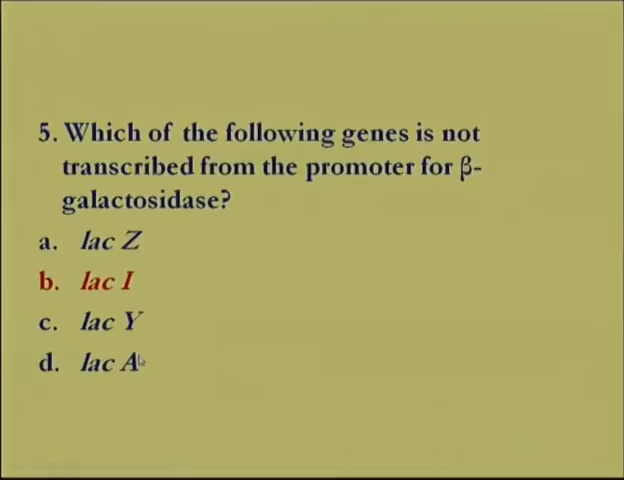 5. Which of the following genes is not
transcribed from the promoter for β-
galactosidase?
a. lac Z
b. lac I
c. lac Y
d. lac A